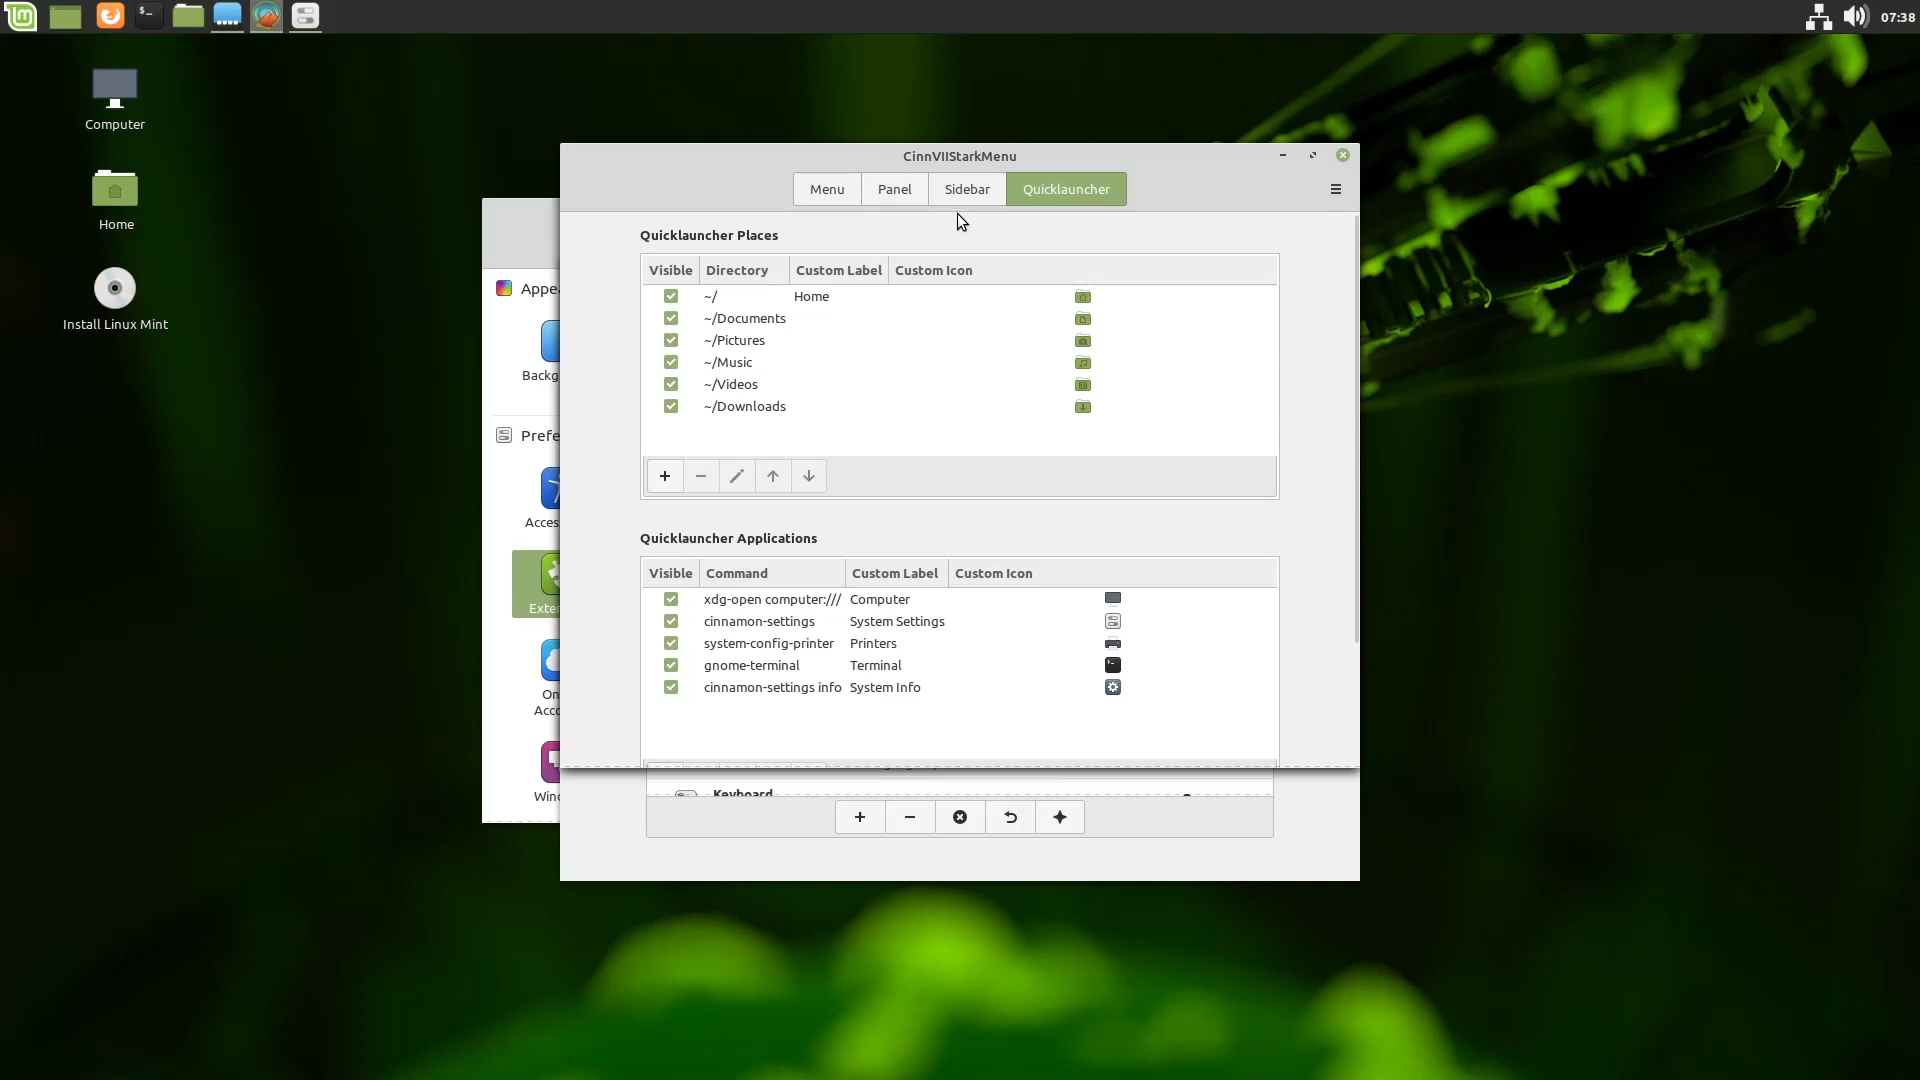 07:38
Computer
Home
Install Linux Mint
CinnVIIStarkMenu
Menu Panel Sidebar Quicklauncher
Quicklauncher Places
Visible Directory Custom Label Custom Icon
~/ Home
~/Documents
~/Pictures
~/Music
~/Videos
~/Downloads
Quicklauncher Applications
Visible Command Custom Label Custom Icon
xdg-open computer:/// Computer
cinnamon-settings System Settings
system-config-printer Printers
gnome-terminal Terminal
cinnamon-settings info System Info
Keyboard
Appe
Backg
Prefe
Acces
Exte
On
Acco
Wind